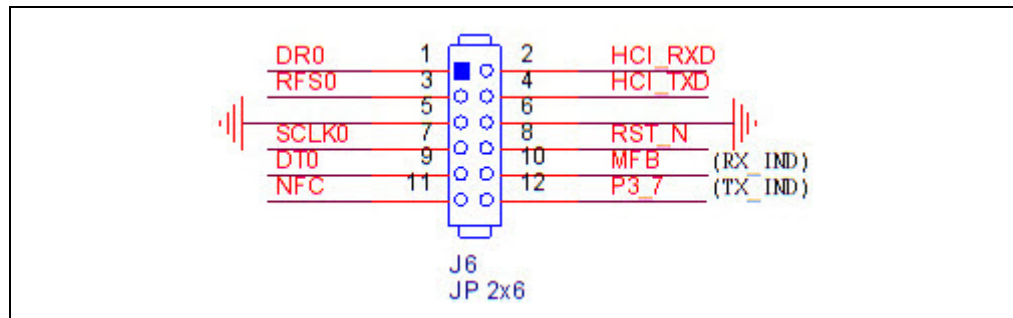 DR0 1 2 HCI_RXD
RFS0 3 4 HCI_TXD
5 6
SCLK0 7 8 RST_N
DT0 9 10 MFB (RX_IND)
NFC 11 12 P3_7 (TX_IND)
J6
JP 2x6